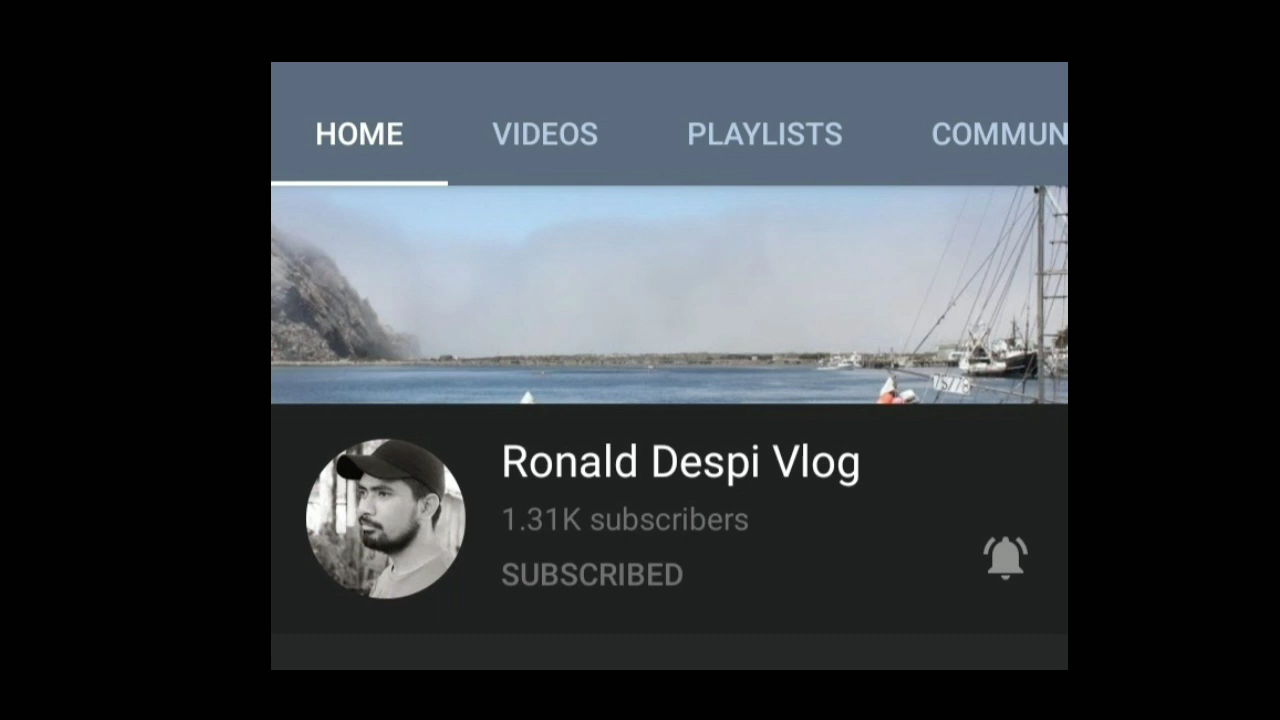 HOME VIDEOS PLAYLISTS COMMUN
Ronald Despi Vlog
1.31K subscribers
SUBSCRIBED